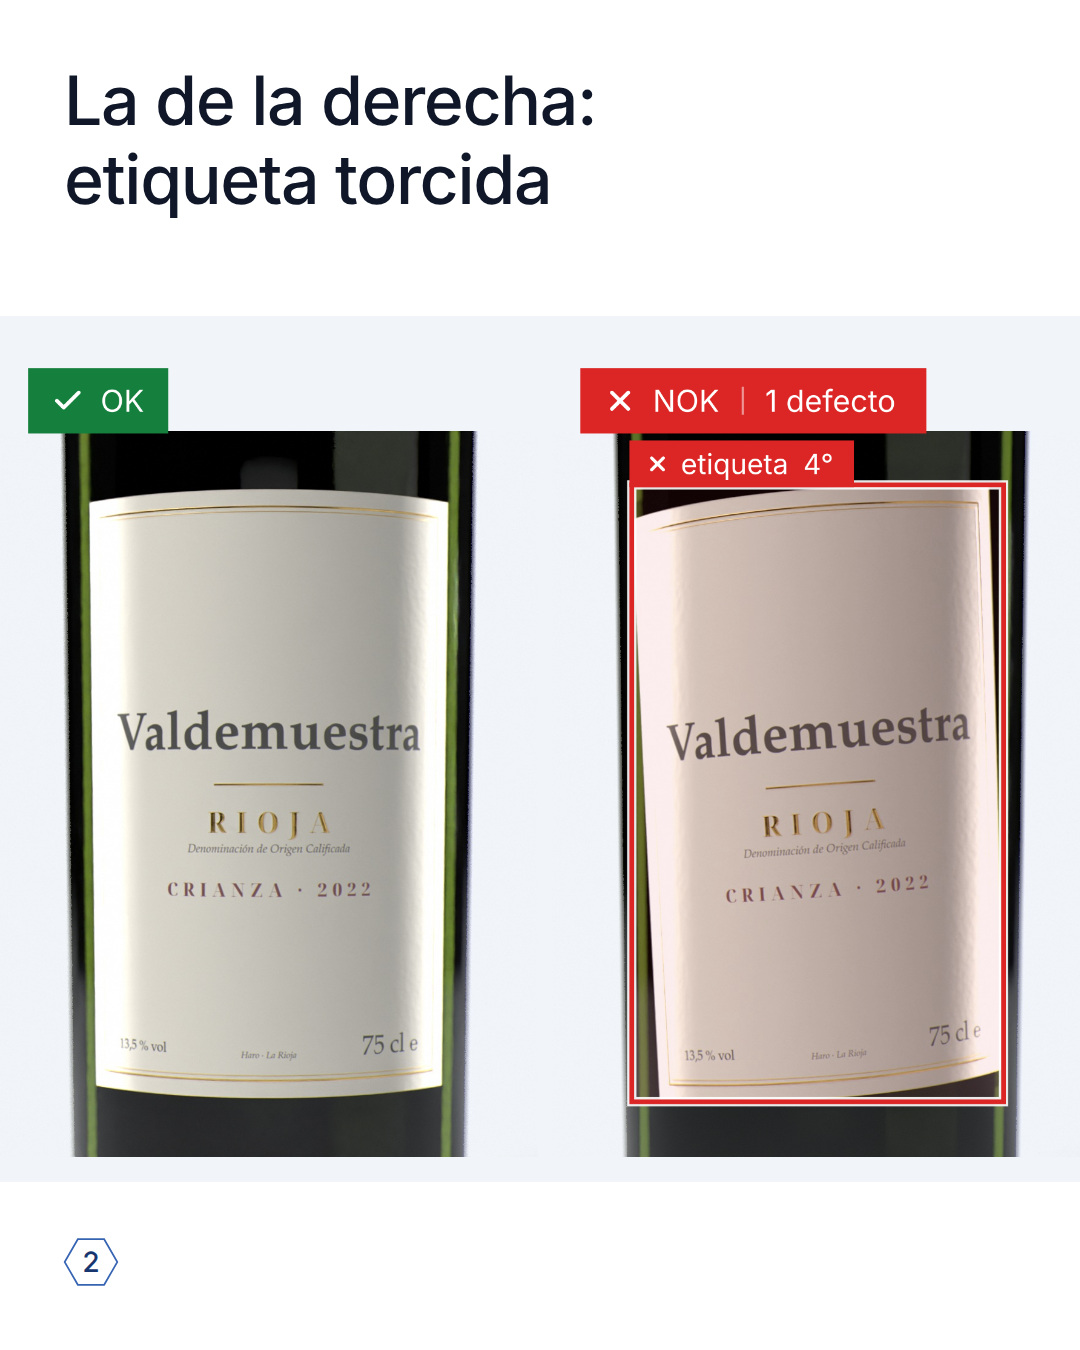 La de la derecha:
etiqueta torcida
OK
NOK | 1 defecto
etiqueta 4°
Valdemuestra
RIOJA
Denominación de Origen Calificada
CRIANZA · 2022
13,5 % vol
Haro - La Rioja
75 cl e
Valdemuestra
RIOJA
Denominación de Origen Calificada
CRIANZA · 2022
13,5 % vol
Haro - La Rioja
75 cl e
2